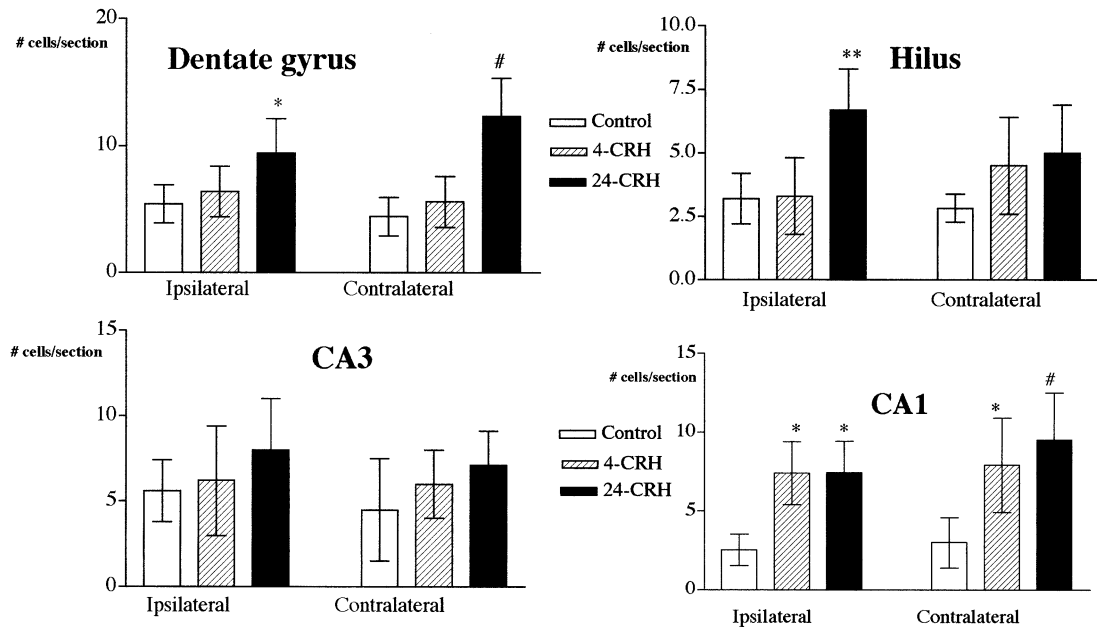 20
# cells/section
Dentate gyrus
#
*
10
0
Ipsilateral
Contralateral
Control
4-CRH
24-CRH
10.0
# cells/section
Hilus
**
7.5
5.0
2.5
0.0
Ipsilateral
Contralateral
15
# cells/section
CA3
10
5
0
Ipsilateral
Contralateral
Control
4-CRH
24-CRH
15
# cells/section
CA1
#
* * *
10
5
0
Ipsilateral
Contralateral